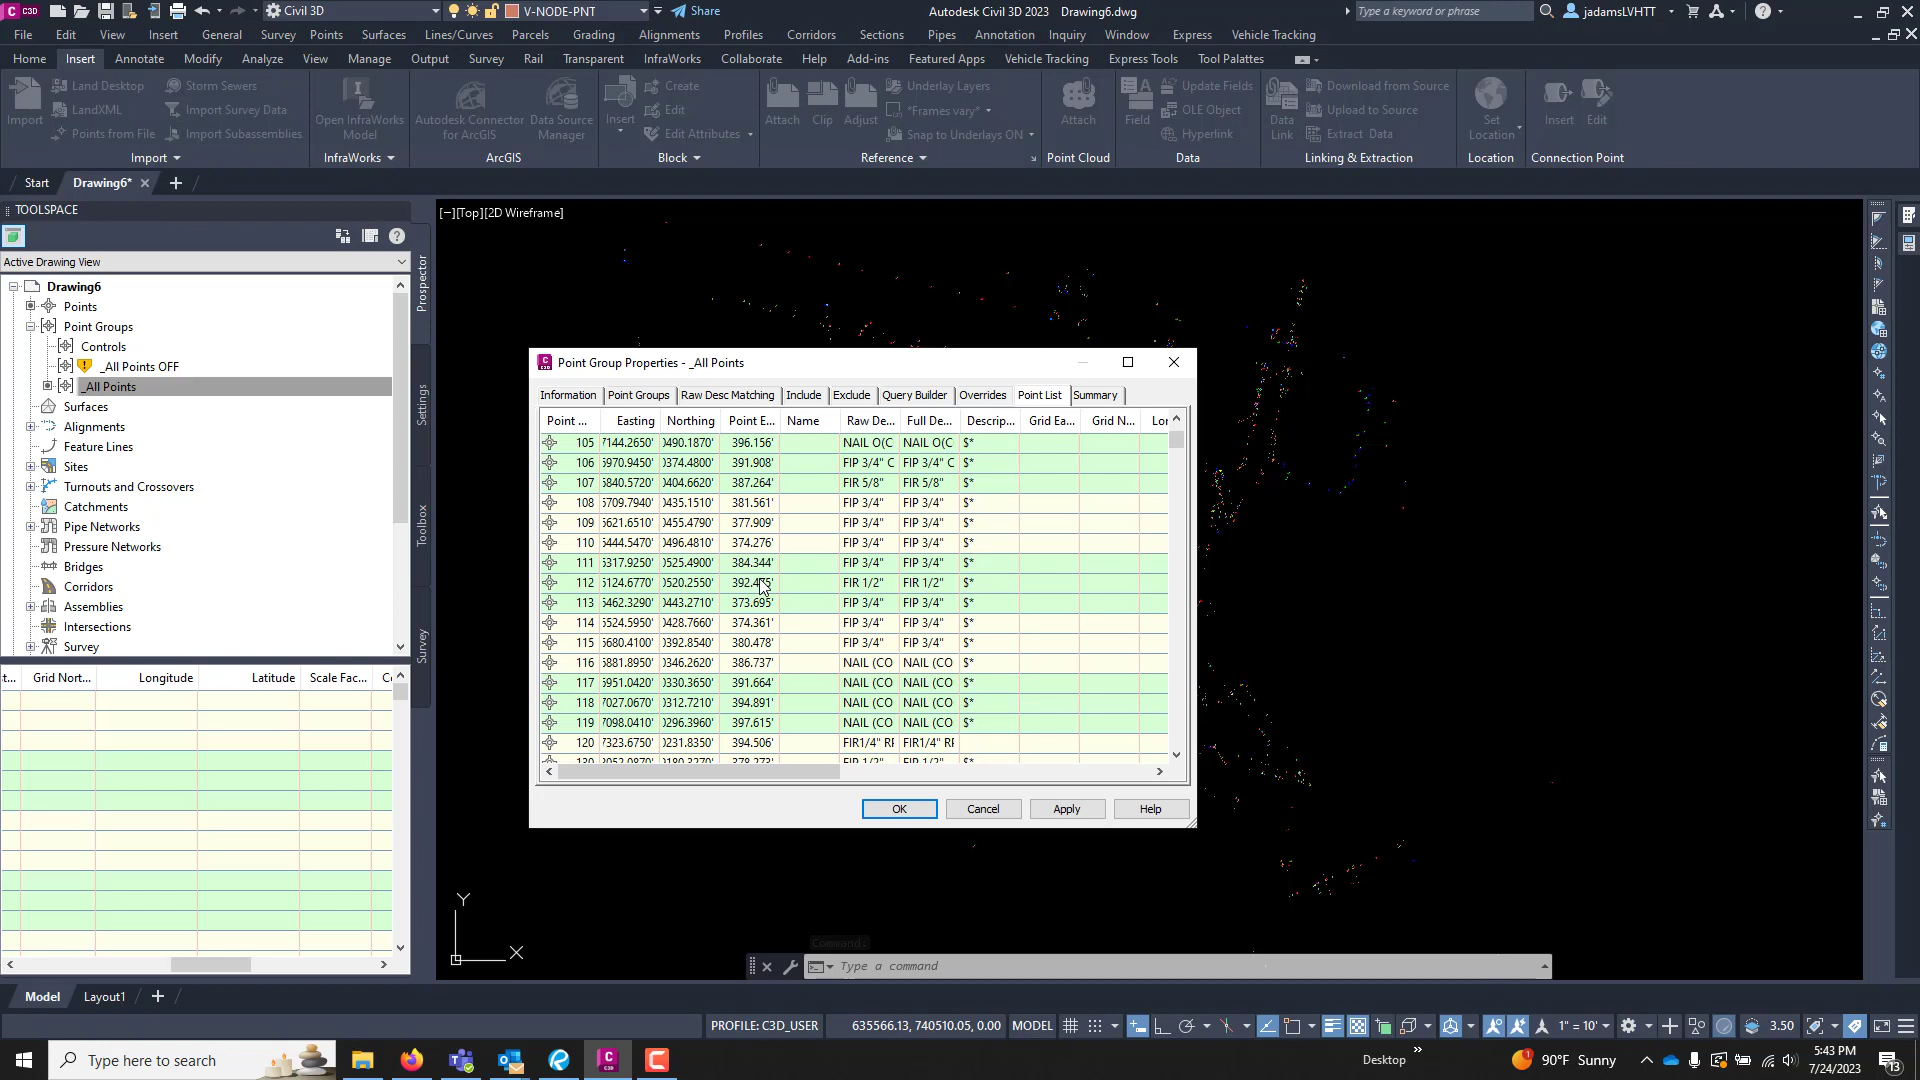 C3D Civil 3D V-NODE-PNT Share Autodesk Civil 3D 2023 Drawing6.dwg Type a keyword or phrase jadamsLVHTT
File Edit View Insert General Survey Points Surfaces Lines/Curves Parcels Grading Alignments Profiles Corridors Sections Pipes Annotation Inquiry Window Express Vehicle Tracking
Home Insert Annotate Modify Analyze View Manage Output Survey Rail Transparent InfraWorks Collaborate Help Add-ins Featured Apps Vehicle Tracking Express Tools Tool Palettes
Land Desktop Storm Sewers Create Underlay Layers Update Fields Download from Source
LandXML Import Survey Data Edit *Frames vary* OLE Object Upload to Source
Import Open InfraWorks Autodesk Connector Data Source Insert Attach Clip Adjust Attach Field Data Set Insert Edit
Points from File Import Subassemblies Model for ArcGIS Manager Edit Attributes Snap to Underlays ON Hyperlink Link Extract Data Location
Import InfraWorks ArcGIS Block Reference Point Cloud Data Linking & Extraction Location Connection Point
Start Drawing6*
TOOLSPACE
[−][Top][2D Wireframe]
Active Drawing View
Prospector
Settings
Toolbox
Survey
Drawing6
Points
Point Groups
Controls
_All Points OFF
_All Points
Surfaces
Alignments
Feature Lines
Sites
Turnouts and Crossovers
Catchments
Pipe Networks
Pressure Networks
Bridges
Corridors
Assemblies
Intersections
Survey
t... Grid Nort... Longitude Latitude Scale Fac...
Point Group Properties - _All Points
Information Point Groups Raw Desc Matching Include Exclude Query Builder Overrides Point List Summary
Point ... Easting Northing Point E... Name Raw De... Full De... Descrip... Grid Ea... Grid N...
105 7144.2650' 0490.1870' 396.156' NAIL O(C NAIL O(C $*
106 5970.9450' 0374.4800' 391.908' FIP 3/4" C FIP 3/4" C $*
107 5840.5720' 0404.6620' 387.264' FIR 5/8" FIR 5/8" $*
108 5709.7940' 0435.1510' 381.561' FIP 3/4" FIP 3/4" $*
109 5621.6510' 0455.4790' 377.909' FIP 3/4" FIP 3/4" $*
110 5444.5470' 0496.4810' 374.276' FIP 3/4" FIP 3/4" $*
111 5317.9250' 0525.4900' 384.344' FIP 3/4" FIP 3/4" $*
112 5124.6770' 0520.2550' FIR 1/2" FIR 1/2" $*
113 5462.3290' 0443.2710' 373.695' FIP 3/4" FIP 3/4" $*
114 5524.5950' 0428.7660' 374.361' FIP 3/4" FIP 3/4" $*
115 5680.4100' 0392.8540' 380.478' FIP 3/4" FIP 3/4" $*
116 5881.8950' 0346.2620' 386.737' NAIL (CO NAIL (CO $*
117 5951.0420' 0330.3650' 391.664' NAIL (CO NAIL (CO $*
118 7027.0670' 0312.7210' 394.891' NAIL (CO NAIL (CO $*
119 7098.0410' 0296.3960' 397.615' NAIL (CO NAIL (CO $*
120 7323.6750' 0231.8350' 394.506' FIR1/4" RF FIR1/4" RF
OK Cancel Apply Help
Y
X
Command:
Type a command
Model Layout1
PROFILE: C3D_USER 635566.13, 740510.05, 0.00 MODEL 1" = 10' 3.50
Type here to search Desktop 90°F Sunny 5:43 PM
7/24/2023
13